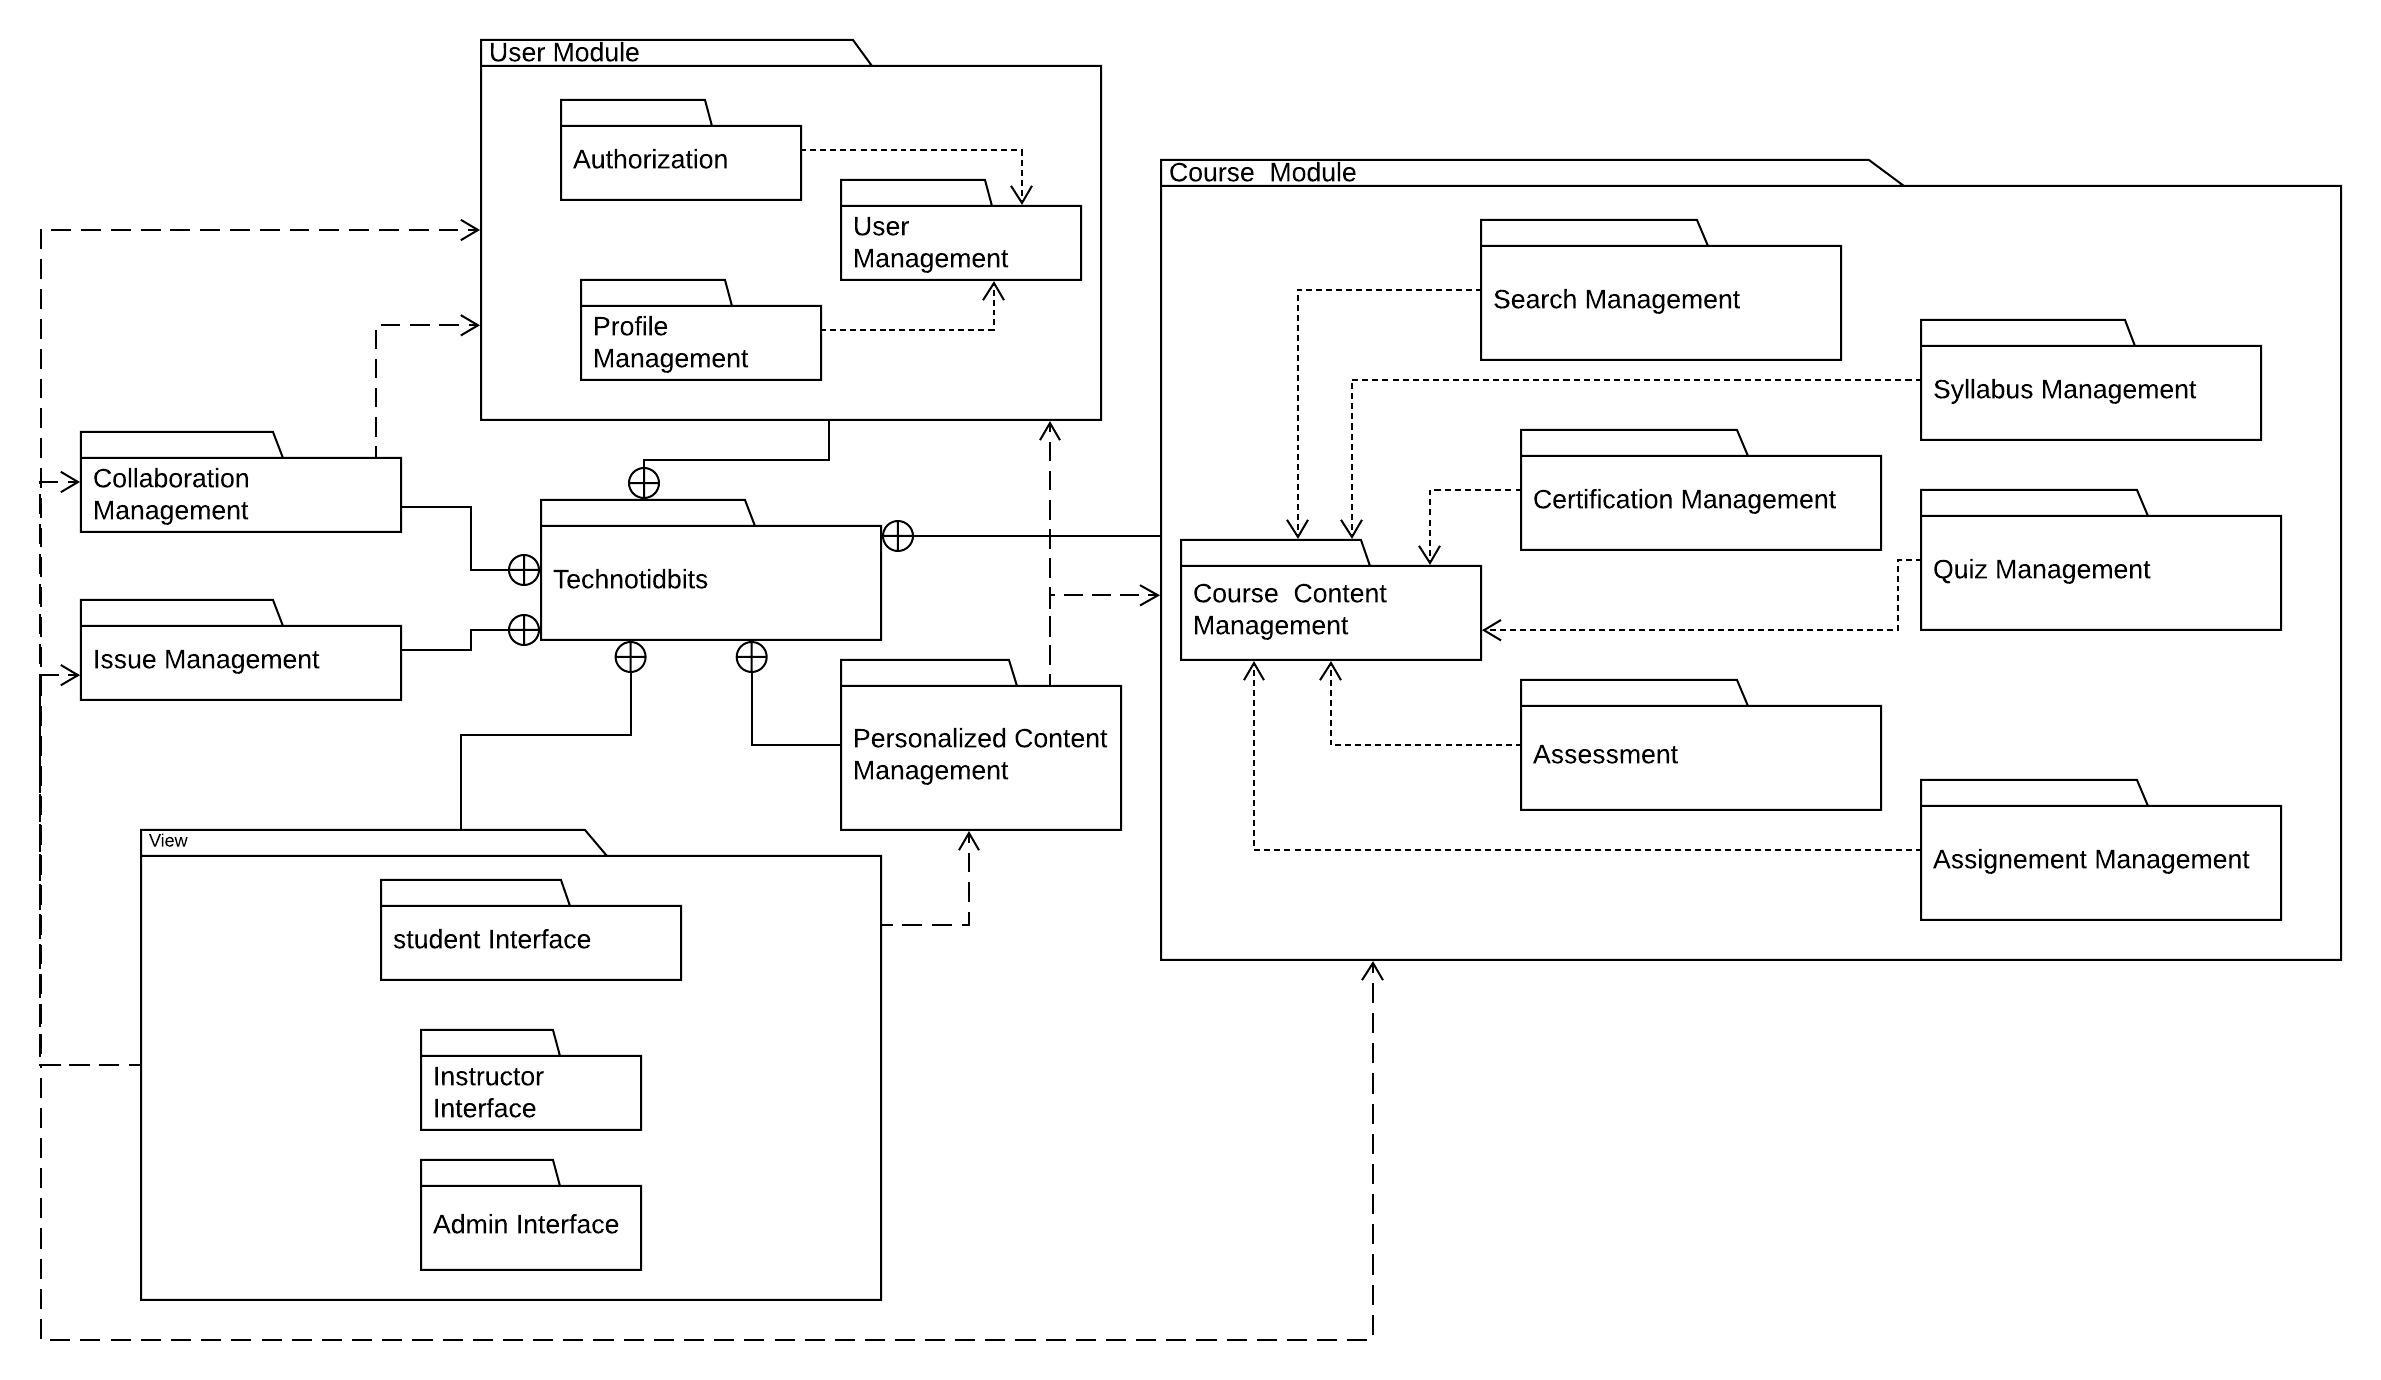 User Module
Authorization
User
Management
Profile
Management
Course  Module
Search Management
Syllabus Management
Certification Management
Quiz Management
Course  Content
Management
Assessment
Assignement Management
Collaboration
Management
Technotidbits
Issue Management
Personalized Content
Management
View
student Interface
Instructor
Interface
Admin Interface